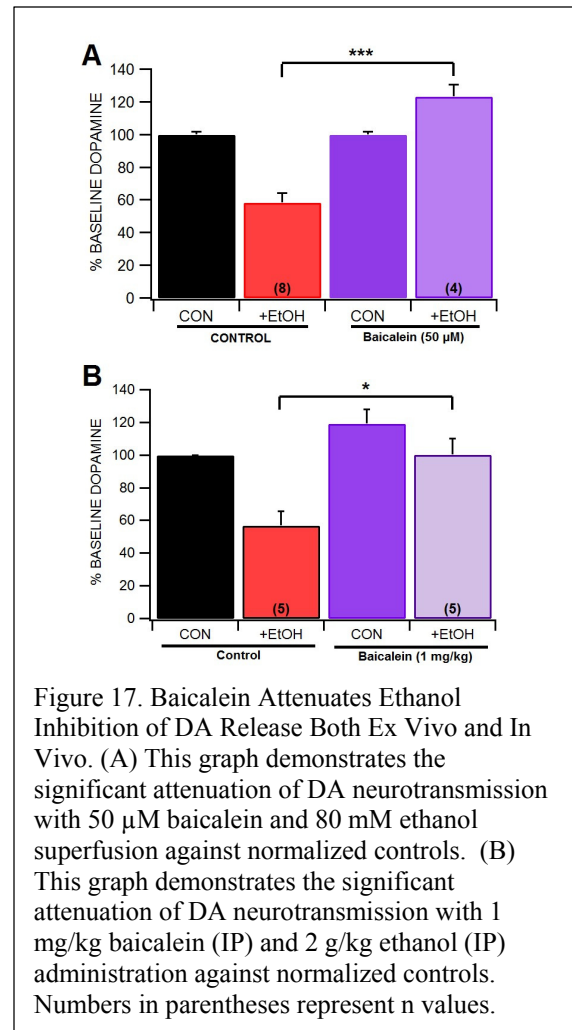 A
***
140
120
100
80
60
40
20
0
% BASELINE DOPAMINE
(8)
(4)
CON +EtOH CON +EtOH
CONTROL Baicalein (50 µM)
B
*
140
120
100
80
60
40
20
0
% BASELINE DOPAMINE
(5)
(5)
CON +EtOH CON +EtOH
Control Baicalein (1 mg/kg)
Figure 17. Baicalein Attenuates Ethanol
Inhibition of DA Release Both Ex Vivo and In
Vivo. (A) This graph demonstrates the
significant attenuation of DA neurotransmission
with 50 µM baicalein and 80 mM ethanol
superfusion against normalized controls. (B)
This graph demonstrates the significant
attenuation of DA neurotransmission with 1
mg/kg baicalein (IP) and 2 g/kg ethanol (IP)
administration against normalized controls.
Numbers in parentheses represent n values.